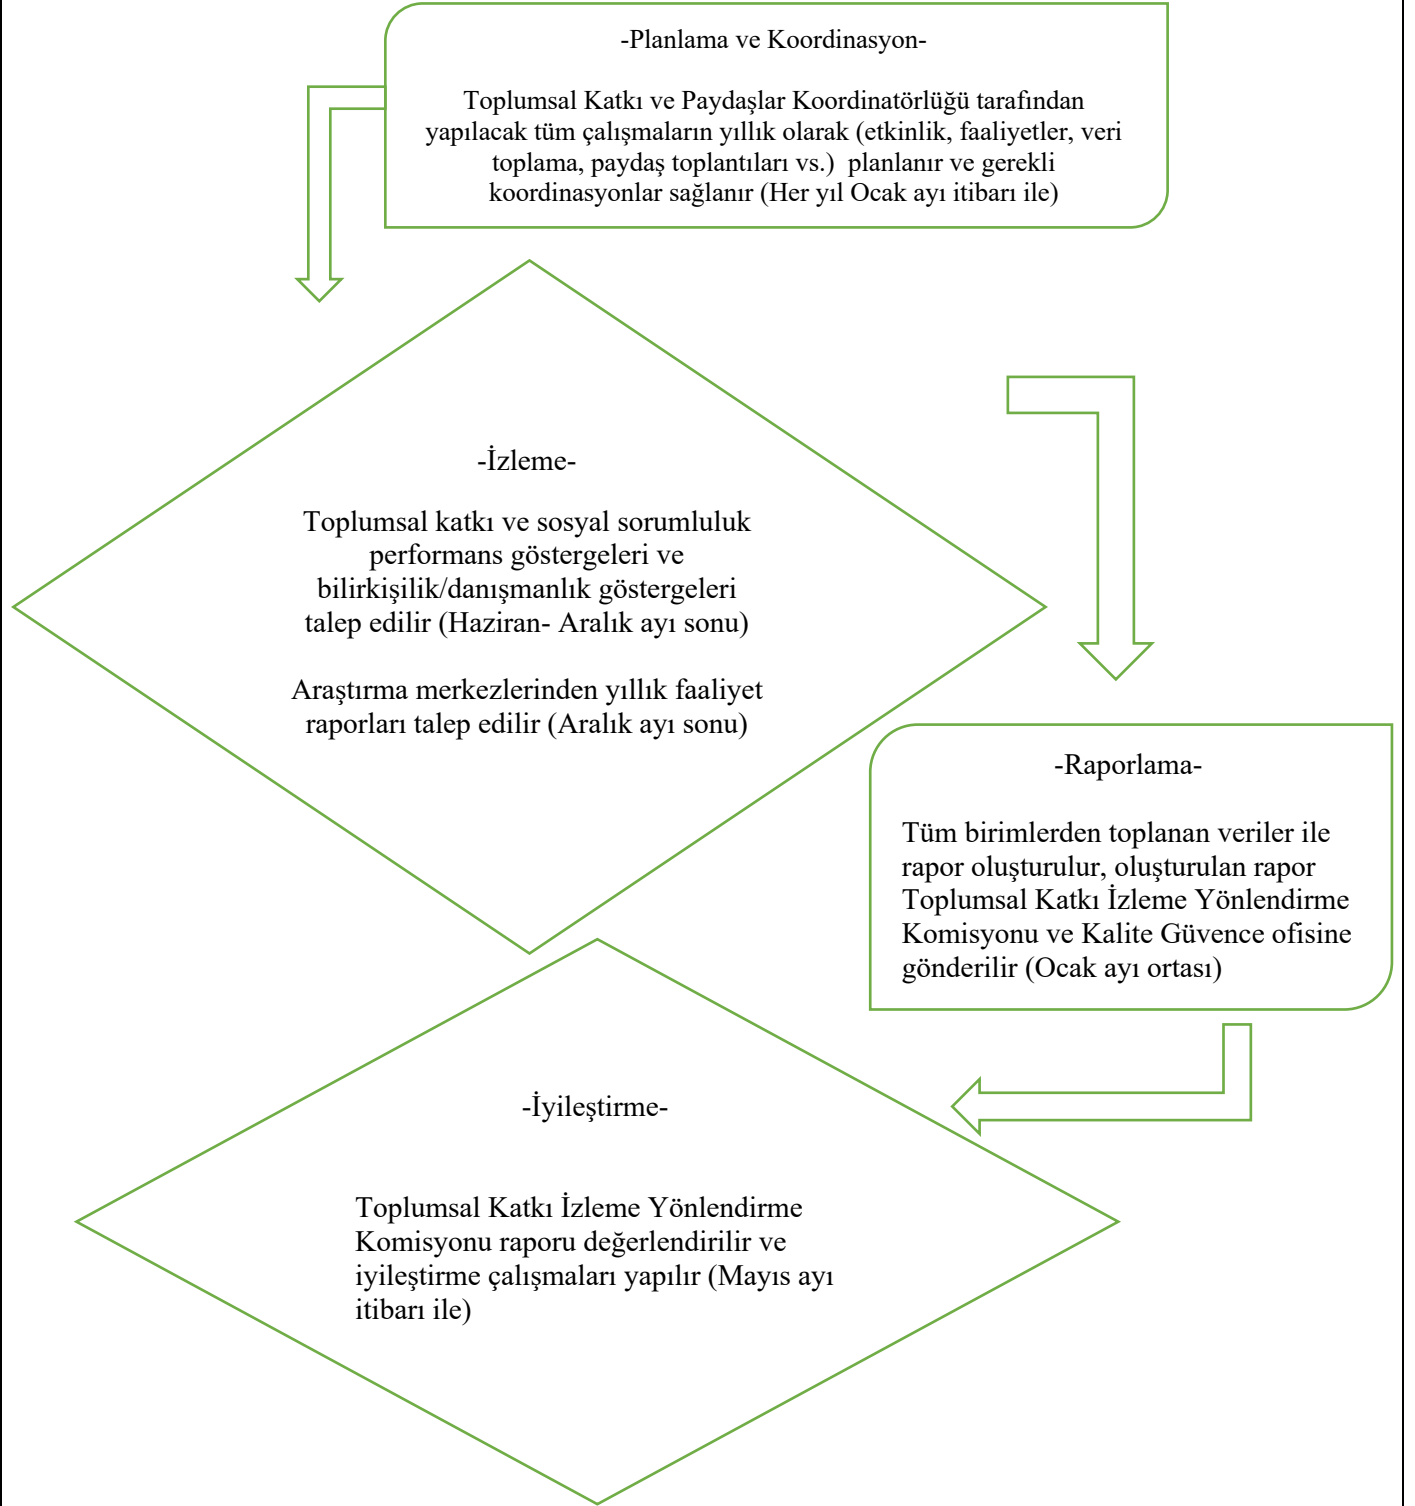 -Planlama ve Koordinasyon-
Toplumsal Katkı ve Paydaşlar Koordinatörlüğü tarafından
yapılacak tüm çalışmaların yıllık olarak (etkinlik, faaliyetler, veri
toplama, paydaş toplantıları vs.)  planlanır ve gerekli
koordinasyonlar sağlanır (Her yıl Ocak ayı itibarı ile)
-İzleme-
Toplumsal katkı ve sosyal sorumluluk
performans göstergeleri ve
bilirkişilik/danışmanlık göstergeleri
talep edilir (Haziran- Aralık ayı sonu)
Araştırma merkezlerinden yıllık faaliyet
raporları talep edilir (Aralık ayı sonu)
-Raporlama-
Tüm birimlerden toplanan veriler ile
rapor oluşturulur, oluşturulan rapor
Toplumsal Katkı İzleme Yönlendirme
Komisyonu ve Kalite Güvence ofisine
gönderilir (Ocak ayı ortası)
-İyileştirme-
Toplumsal Katkı İzleme Yönlendirme
Komisyonu raporu değerlendirilir ve
iyileştirme çalışmaları yapılır (Mayıs ayı
itibarı ile)